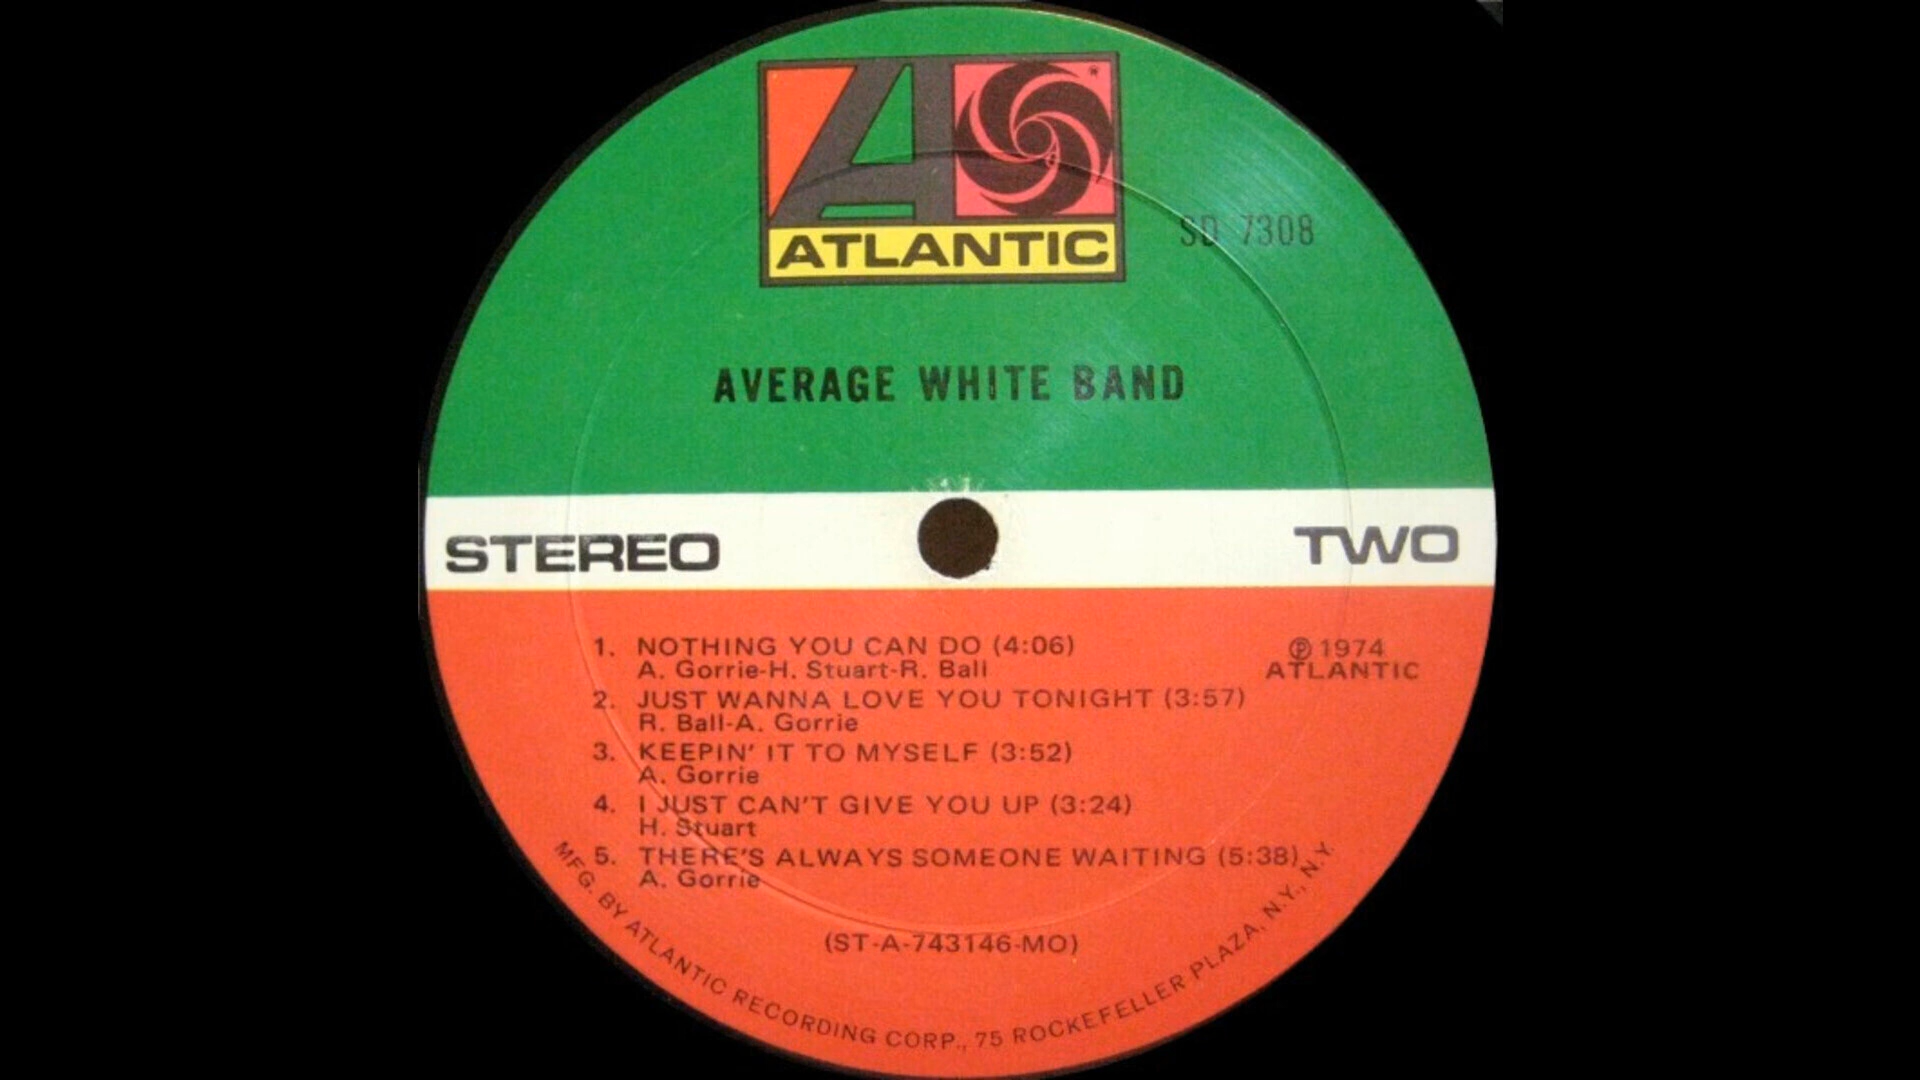 ATLANTIC
SD 7308
AVERAGE WHITE BAND
STEREO
TWO
1. NOTHING YOU CAN DO (4:06)
A. Gorrie-H. Stuart-R. Ball
2. JUST WANNA LOVE YOU TONIGHT (3:57)
R. Ball-A. Gorrie
3. KEEPIN' IT TO MYSELF (3:52)
A. Gorrie
4. I JUST CAN'T GIVE YOU UP (3:24)
H. Stuart
5. THERE'S ALWAYS SOMEONE WAITING (5:38)
A. Gorrie
℗ 1974
ATLANTIC
(ST-A-743146-MO)
MFG. BY ATLANTIC RECORDING CORP., 75 ROCKEFELLER PLAZA, N.Y., N.Y.